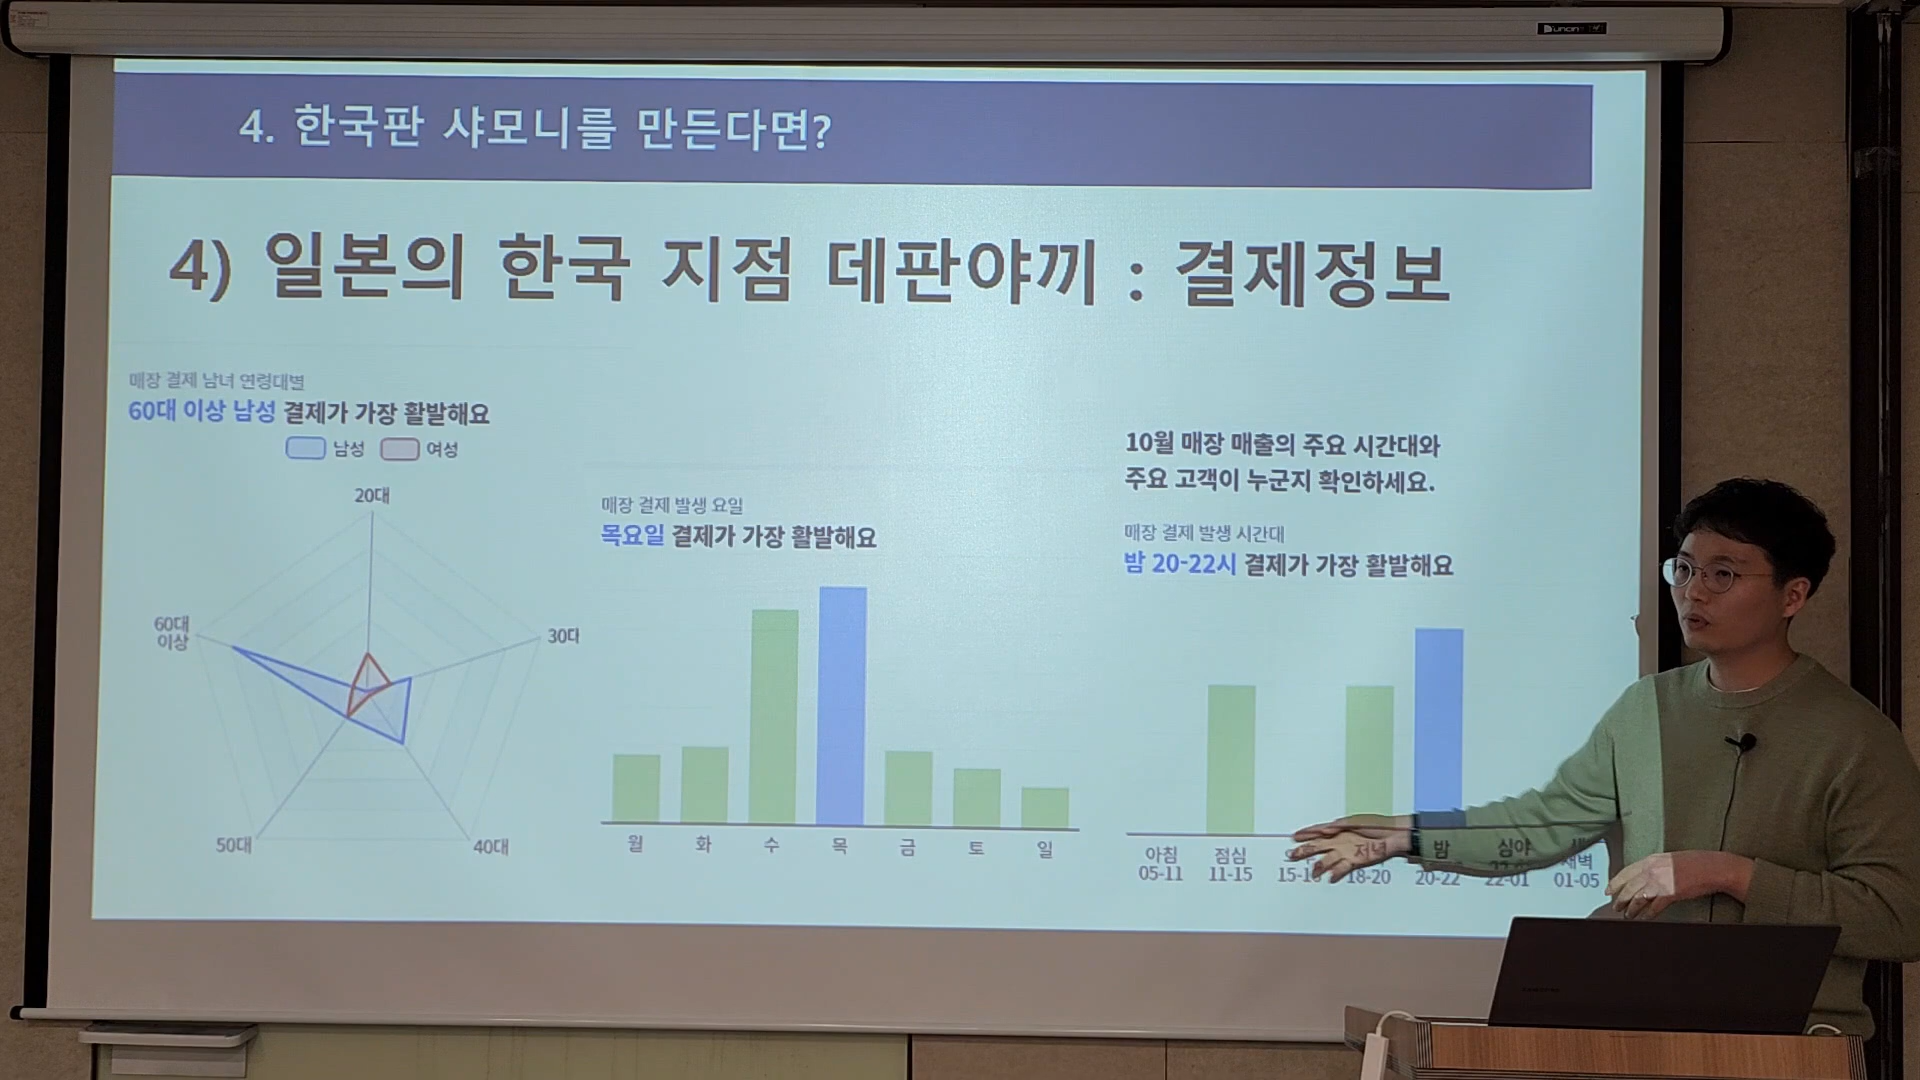 4. 한국판 샤모니를 만든다면?
4) 일본의 한국 지점 데판야끼 : 결제정보
매장 결제 남녀 연령대별
60대 이상 남성 결제가 가장 활발해요
남성 여성
20대
30대
40대
50대
60대
이상
매장 결제 발생 요일
목요일 결제가 가장 활발해요
월 화 수 목 금 토 일
10월 매장 매출의 주요 시간대와
주요 고객이 누군지 확인하세요.
매장 결제 발생 시간대
밤 20-22시 결제가 가장 활발해요
아침 점심 저녁 밤 심야 새벽
05-11 11-15 18-20 20-22 22-01 01-05